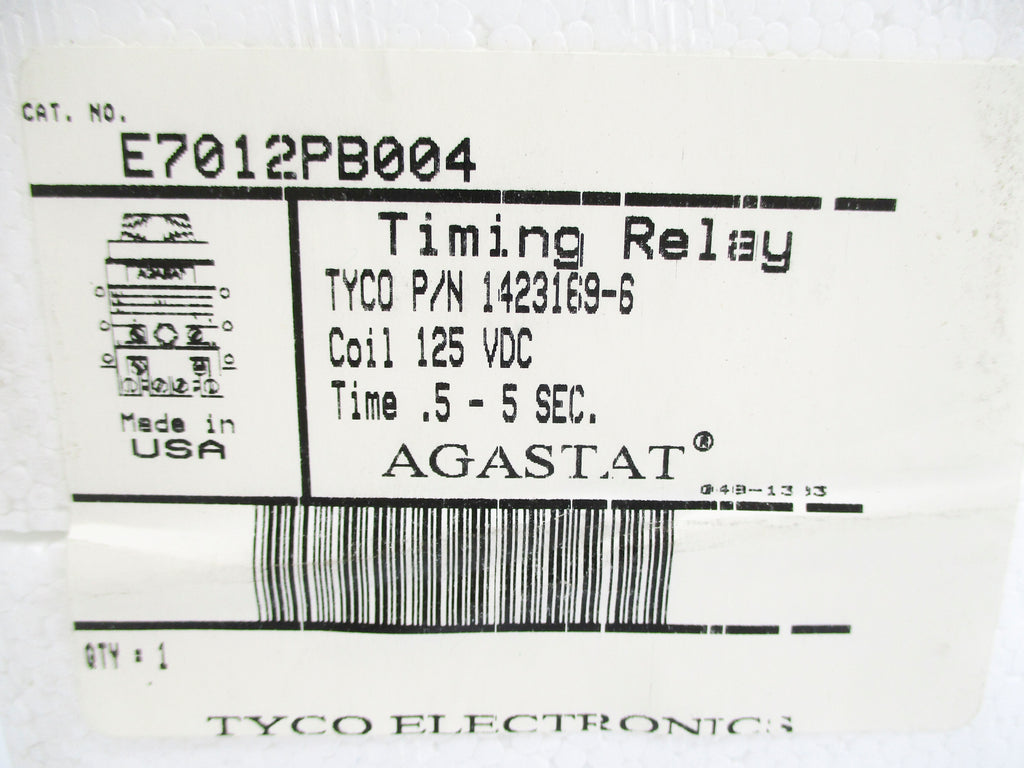 CAT. NO.
E7012PB004
Timing Relay
TYCO P/N 1423169-6
Coil 125 VDC
Time .5 - 5 SEC.
AGASTAT®
AGASTAT
Made in
USA
QTY : 1
TYCO ELECTRONICS